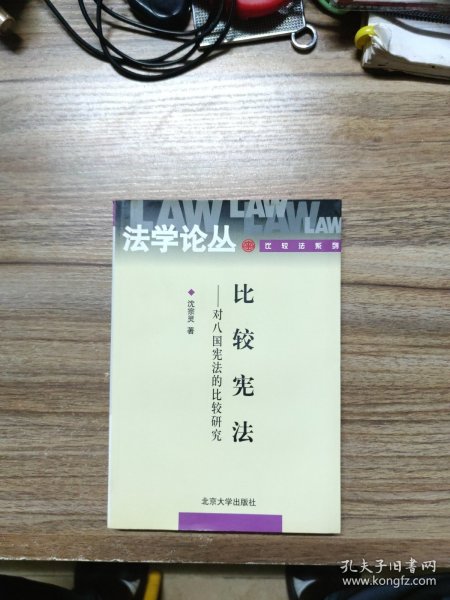 LAW LAW LAW LAW
法学论丛
比较法系列
比较宪法
——对八国宪法的比较研究
◆沈宗灵 著
北京大学出版社
孔夫子旧书网
www.kongfz.com